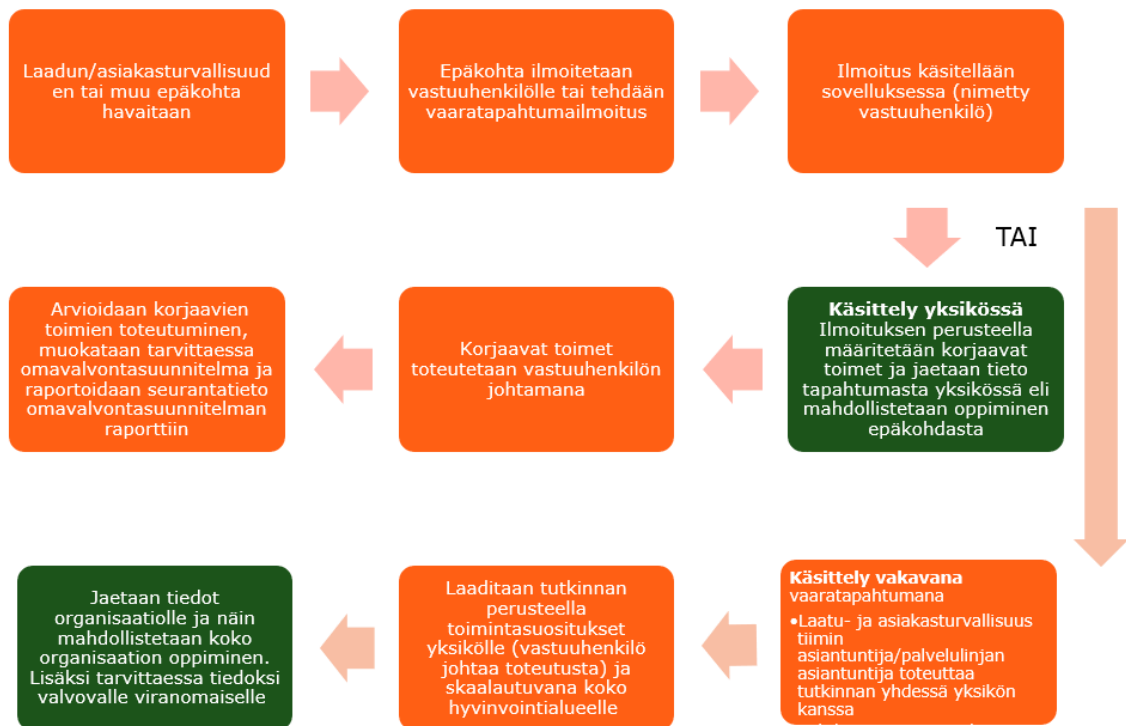 Laadun/asiakasturvallisuud
en tai muu epäkohta
havaitaan
Epäkohta ilmoitetaan
vastuuhenkilölle tai tehdään
vaaratapahtumailmoitus
Ilmoitus käsitellään
sovelluksessa (nimetty
vastuuhenkilö)
TAI
Käsittely yksikössä
Ilmoituksen perusteella
määritetään korjaavat
toimet ja jaetaan tieto
tapahtumasta yksikössä eli
mahdollistetaan oppiminen
epäkohdasta
Korjaavat toimet
toteutetaan vastuuhenkilön
johtamana
Arvioidaan korjaavien
toimien toteutuminen,
muokataan tarvittaessa
omavalvontasuunnitelma ja
raportoidaan seurantatieto
omavalvontasuunnitelman
raporttiin
Käsittely vakavana
vaaratapahtumana
•Laatu- ja asiakasturvallisuus
tiimin
asiantuntija/palvelulinjan
asiantuntija toteuttaa
tutkinnan yhdessä yksikön
kanssa
Laaditaan tutkinnan
perusteella
toimintasuositukset
yksikölle (vastuuhenkilö
johtaa toteutusta) ja
skaalautuvana koko
hyvinvointialueelle
Jaetaan tiedot
organisaatiolle ja näin
mahdollistetaan koko
organisaation oppiminen.
Lisäksi tarvittaessa tiedoksi
valvovalle viranomaiselle